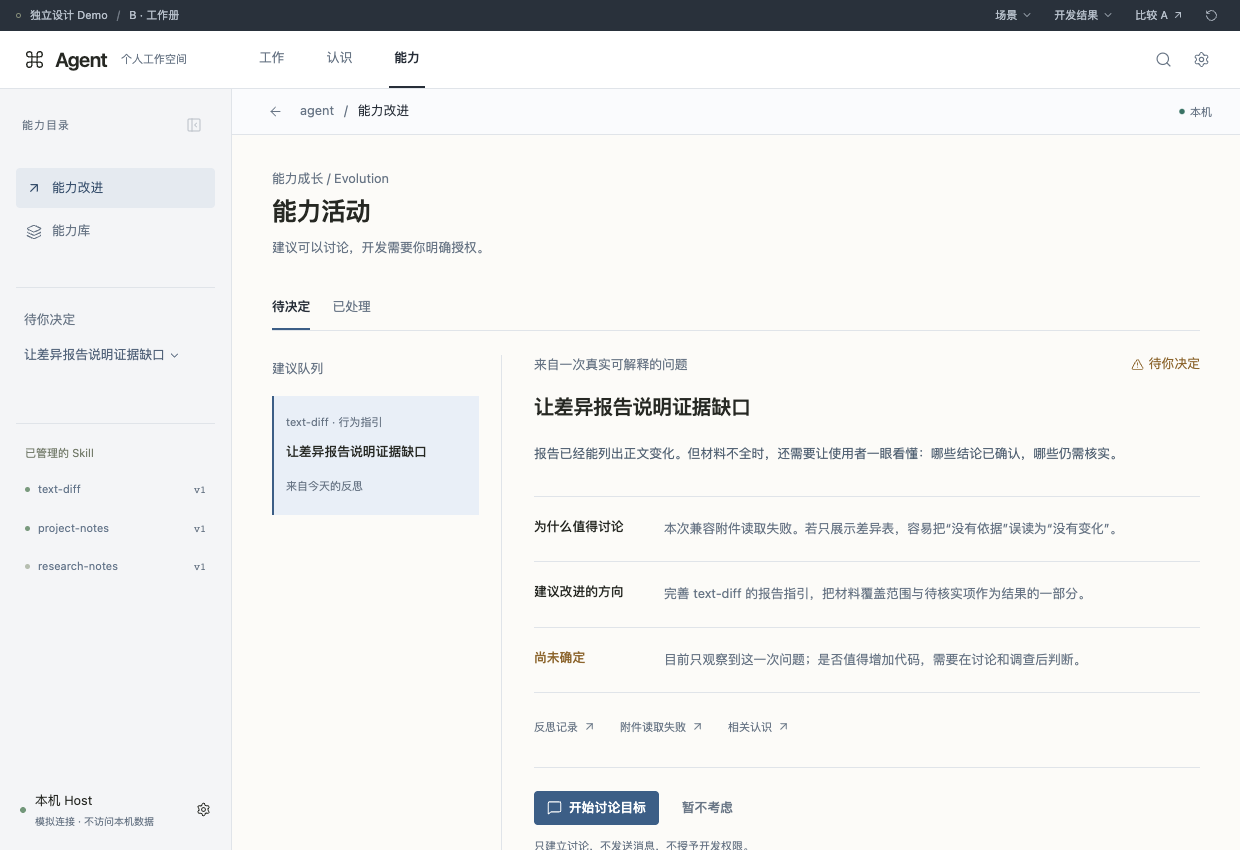 独立设计 Demo / B · 工作册
场景
开发结果
比较 A
Agent 个人工作空间
工作
认识
能力
能力目录
agent / 能力改进
本机
能力改进
能力库
待你决定
让差异报告说明证据缺口
已管理的 Skill
text-diff v1
project-notes v1
research-notes v1
本机 Host
模拟连接 · 不访问本机数据
能力成长 / Evolution
能力活动
建议可以讨论，开发需要你明确授权。
待决定
已处理
建议队列
text-diff · 行为指引
让差异报告说明证据缺口
来自今天的反思
来自一次真实可解释的问题
待你决定
让差异报告说明证据缺口
报告已经能列出正文变化。但材料不全时，还需要让使用者一眼看懂：哪些结论已确认，哪些仍需核实。
为什么值得讨论 本次兼容附件读取失败。若只展示差异表，容易把“没有依据”误读为“没有变化”。
建议改进的方向 完善 text-diff 的报告指引，把材料覆盖范围与待核实项作为结果的一部分。
尚未确定 目前只观察到这一次问题；是否值得增加代码，需要在讨论和调查后判断。
反思记录
附件读取失败
相关认识
开始讨论目标
暂不考虑
只建立讨论，不发送消息，不授予开发权限。